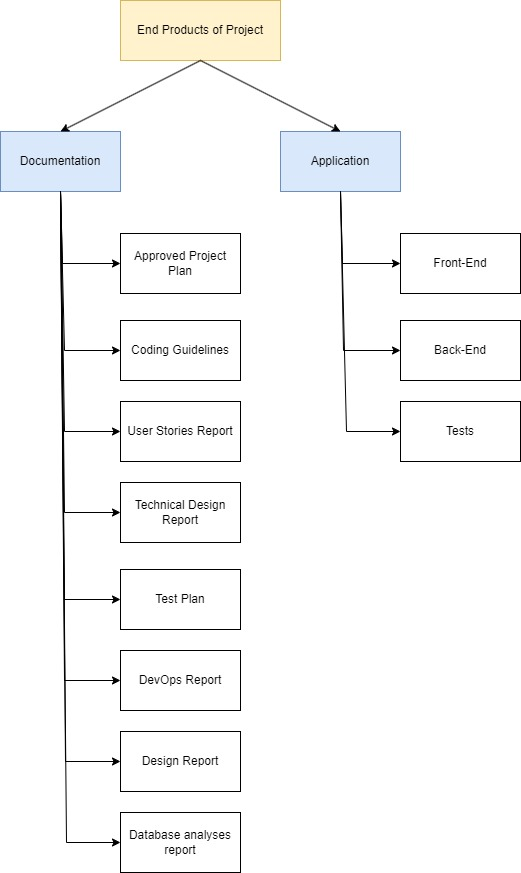 End Products of Project
Documentation
Application
Approved Project
Plan
Front-End
Coding Guidelines
Back-End
User Stories Report
Tests
Technical Design
Report
Test Plan
DevOps Report
Design Report
Database analyses
report